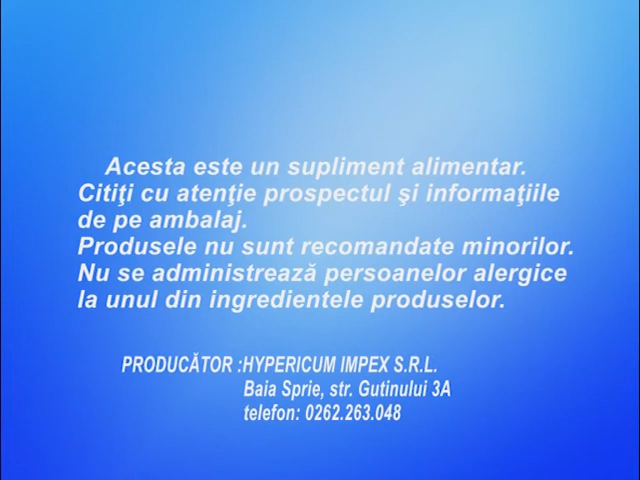 Acesta este un supliment alimentar.
Citiţi cu atenţie prospectul şi informaţiile
de pe ambalaj.
Produsele nu sunt recomandate minorilor.
Nu se administrează persoanelor alergice
la unul din ingredientele produselor.
PRODUCĂTOR :HYPERICUM IMPEX S.R.L.
Baia Sprie, str. Gutinului 3A
telefon: 0262.263.048